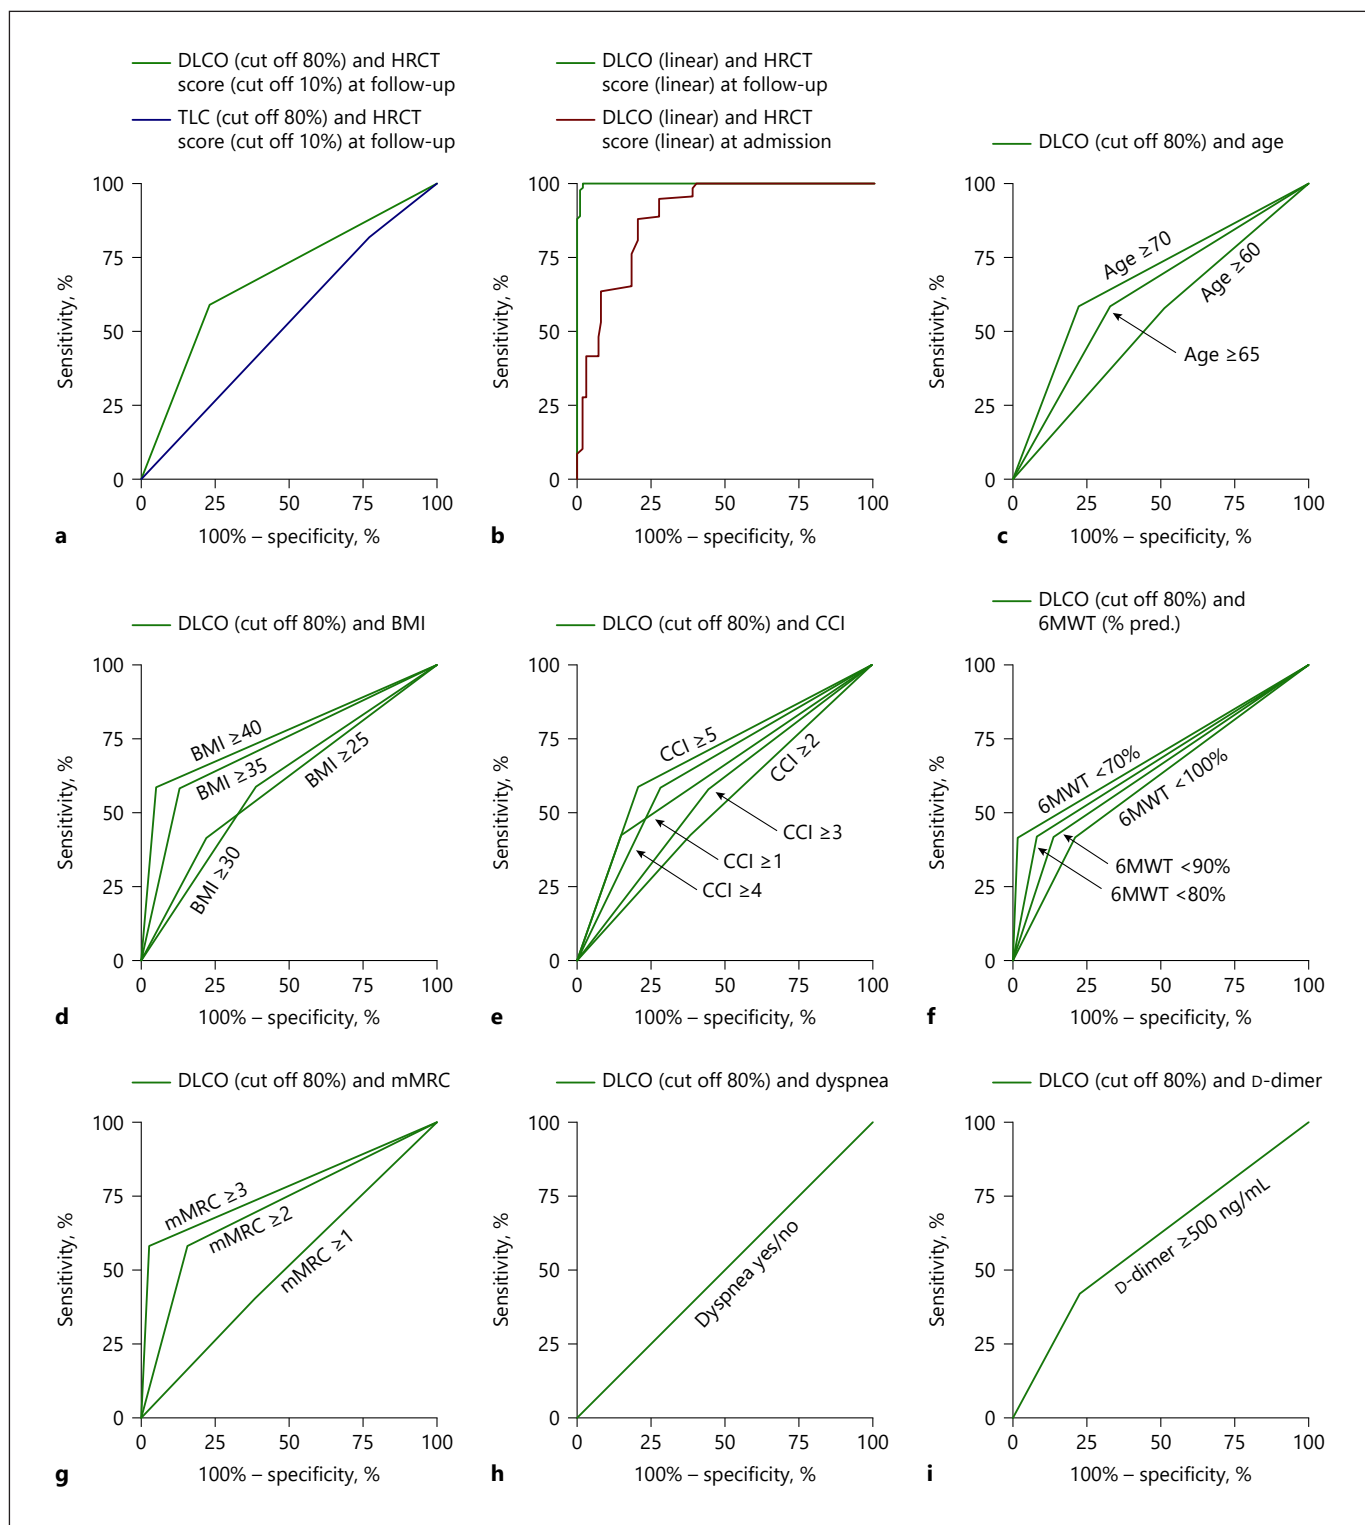 DLCO (cut off 80%) and HRCT
score (cut off 10%) at follow-up
TLC (cut off 80%) and HRCT
score (cut off 10%) at follow-up
100
75
50
25
0
Sensitivity, %
0 25 50 75 100
100% – specificity, %
a
DLCO (linear) and HRCT
score (linear) at follow-up
DLCO (linear) and HRCT
score (linear) at admission
100
75
50
25
0
Sensitivity, %
0 25 50 75 100
100% – specificity, %
b
DLCO (cut off 80%) and age
100
75
50
25
0
Sensitivity, %
Age ≥70
Age ≥60
Age ≥65
0 25 50 75 100
100% – specificity, %
c
DLCO (cut off 80%) and BMI
100
75
50
25
0
Sensitivity, %
BMI ≥40
BMI ≥35
BMI ≥25
BMI ≥30
0 25 50 75 100
100% – specificity, %
d
DLCO (cut off 80%) and CCI
100
75
50
25
0
Sensitivity, %
CCI ≥5
CCI ≥2
CCI ≥3
CCI ≥1
CCI ≥4
0 25 50 75 100
100% – specificity, %
e
DLCO (cut off 80%) and
6MWT (% pred.)
100
75
50
25
0
Sensitivity, %
6MWT <70%
6MWT <100%
6MWT <90%
6MWT <80%
0 25 50 75 100
100% – specificity, %
f
DLCO (cut off 80%) and mMRC
100
75
50
25
0
Sensitivity, %
mMRC ≥3
mMRC ≥2
mMRC ≥1
0 25 50 75 100
100% – specificity, %
g
DLCO (cut off 80%) and dyspnea
100
75
50
25
0
Sensitivity, %
Dyspnea yes/no
0 25 50 75 100
100% – specificity, %
h
DLCO (cut off 80%) and D-dimer
100
75
50
25
0
Sensitivity, %
D-dimer ≥500 ng/mL
0 25 50 75 100
100% – specificity, %
i